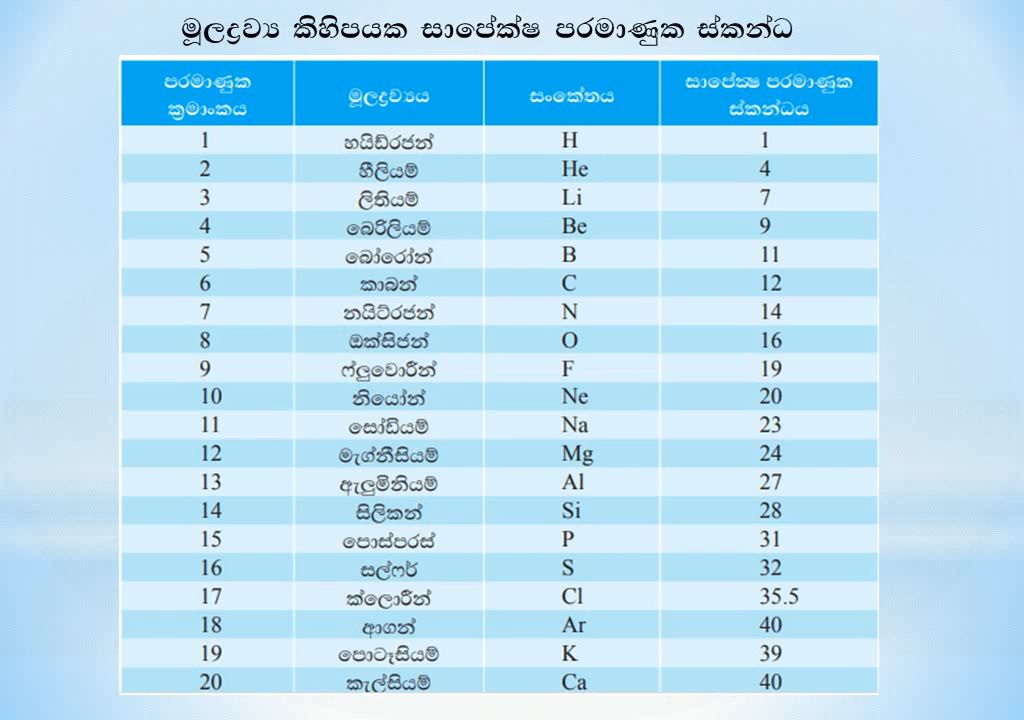 මූලද්‍රව්‍ය කිහිපයක සාපේක්ෂ පරමාණුක ස්කන්ධ
පරමාණුක ක්‍රමාංකය මූලද්‍රව්‍යය සංකේතය සාපේක්‍ෂ පරමාණුක ස්කන්ධය
1 හයිඩ්රජන් H 1
2 හීලියම් He 4
3 ලිතියම් Li 7
4 බෙරිලියම් Be 9
5 බෝරෝන් B 11
6 කාබන් C 12
7 නයිට්රජන් N 14
8 ඔක්සිජන් O 16
9 ෆ්ලුවොරීන් F 19
10 නියෝන් Ne 20
11 සෝඩියම් Na 23
12 මැග්නීසියම් Mg 24
13 ඇලුමිනියම් Al 27
14 සිලිකන් Si 28
15 පොස්පරස් P 31
16 සල්ෆර් S 32
17 ක්ලොරීන් Cl 35.5
18 ආගන් Ar 40
19 පොටෑසියම් K 39
20 කැල්සියම් Ca 40